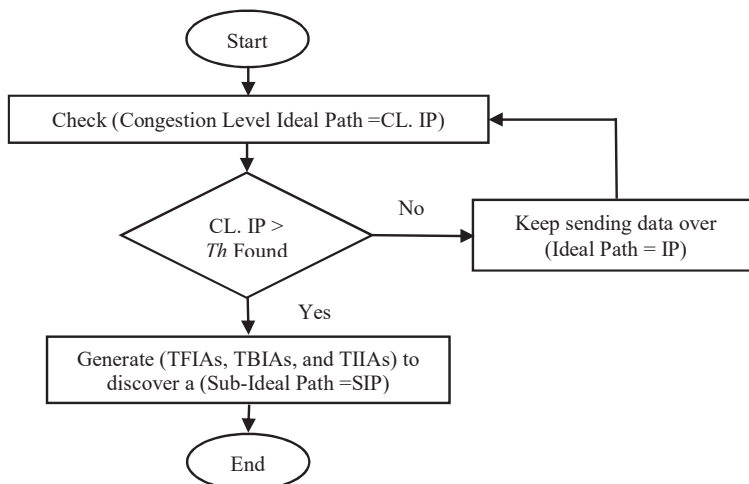 Start
Check (Congestion Level Ideal Path =CL. IP)
CL. IP >
Th Found
No
Keep sending data over
(Ideal Path = IP)
Yes
Generate (TFIAs, TBIAs, and TIIAs) to
discover a (Sub-Ideal Path =SIP)
End